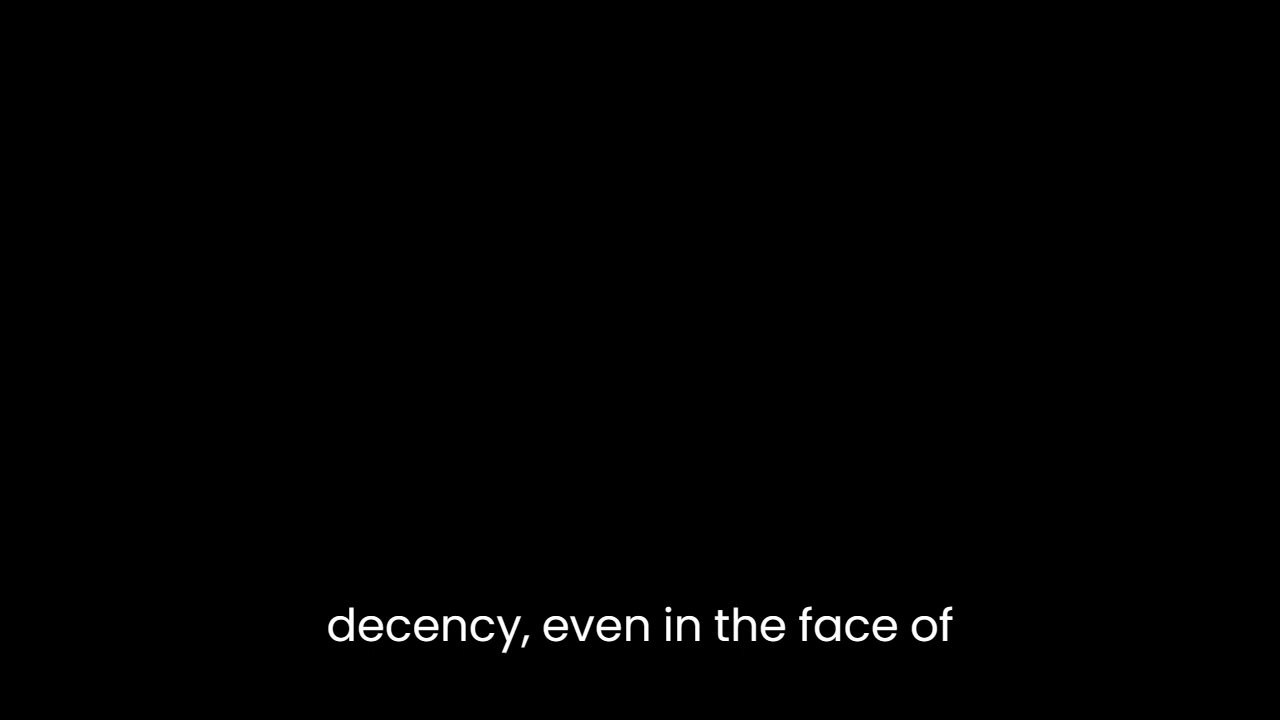 decency, even in the face of